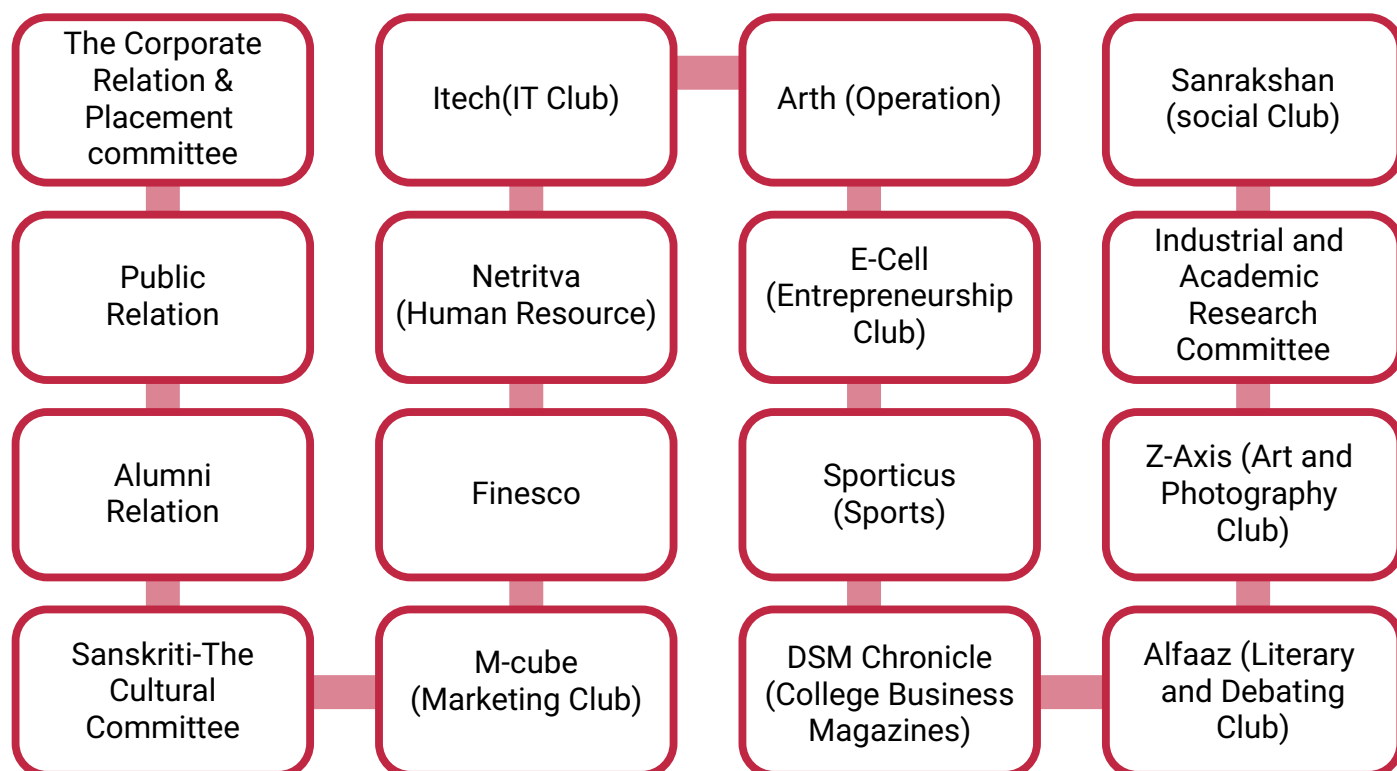 The Corporate
Relation &
Placement
committee
Public
Relation
Alumni
Relation
Sanskriti-The
Cultural
Committee
M-cube
(Marketing Club)
Finesco
Netritva
(Human Resource)
Itech(IT Club)
Arth (Operation)
E-Cell
(Entrepreneurship
Club)
Sporticus
(Sports)
DSM Chronicle
(College Business
Magazines)
Alfaaz (Literary
and Debating
Club)
Z-Axis (Art and
Photography
Club)
Industrial and
Academic
Research
Committee
Sanrakshan
(social Club)